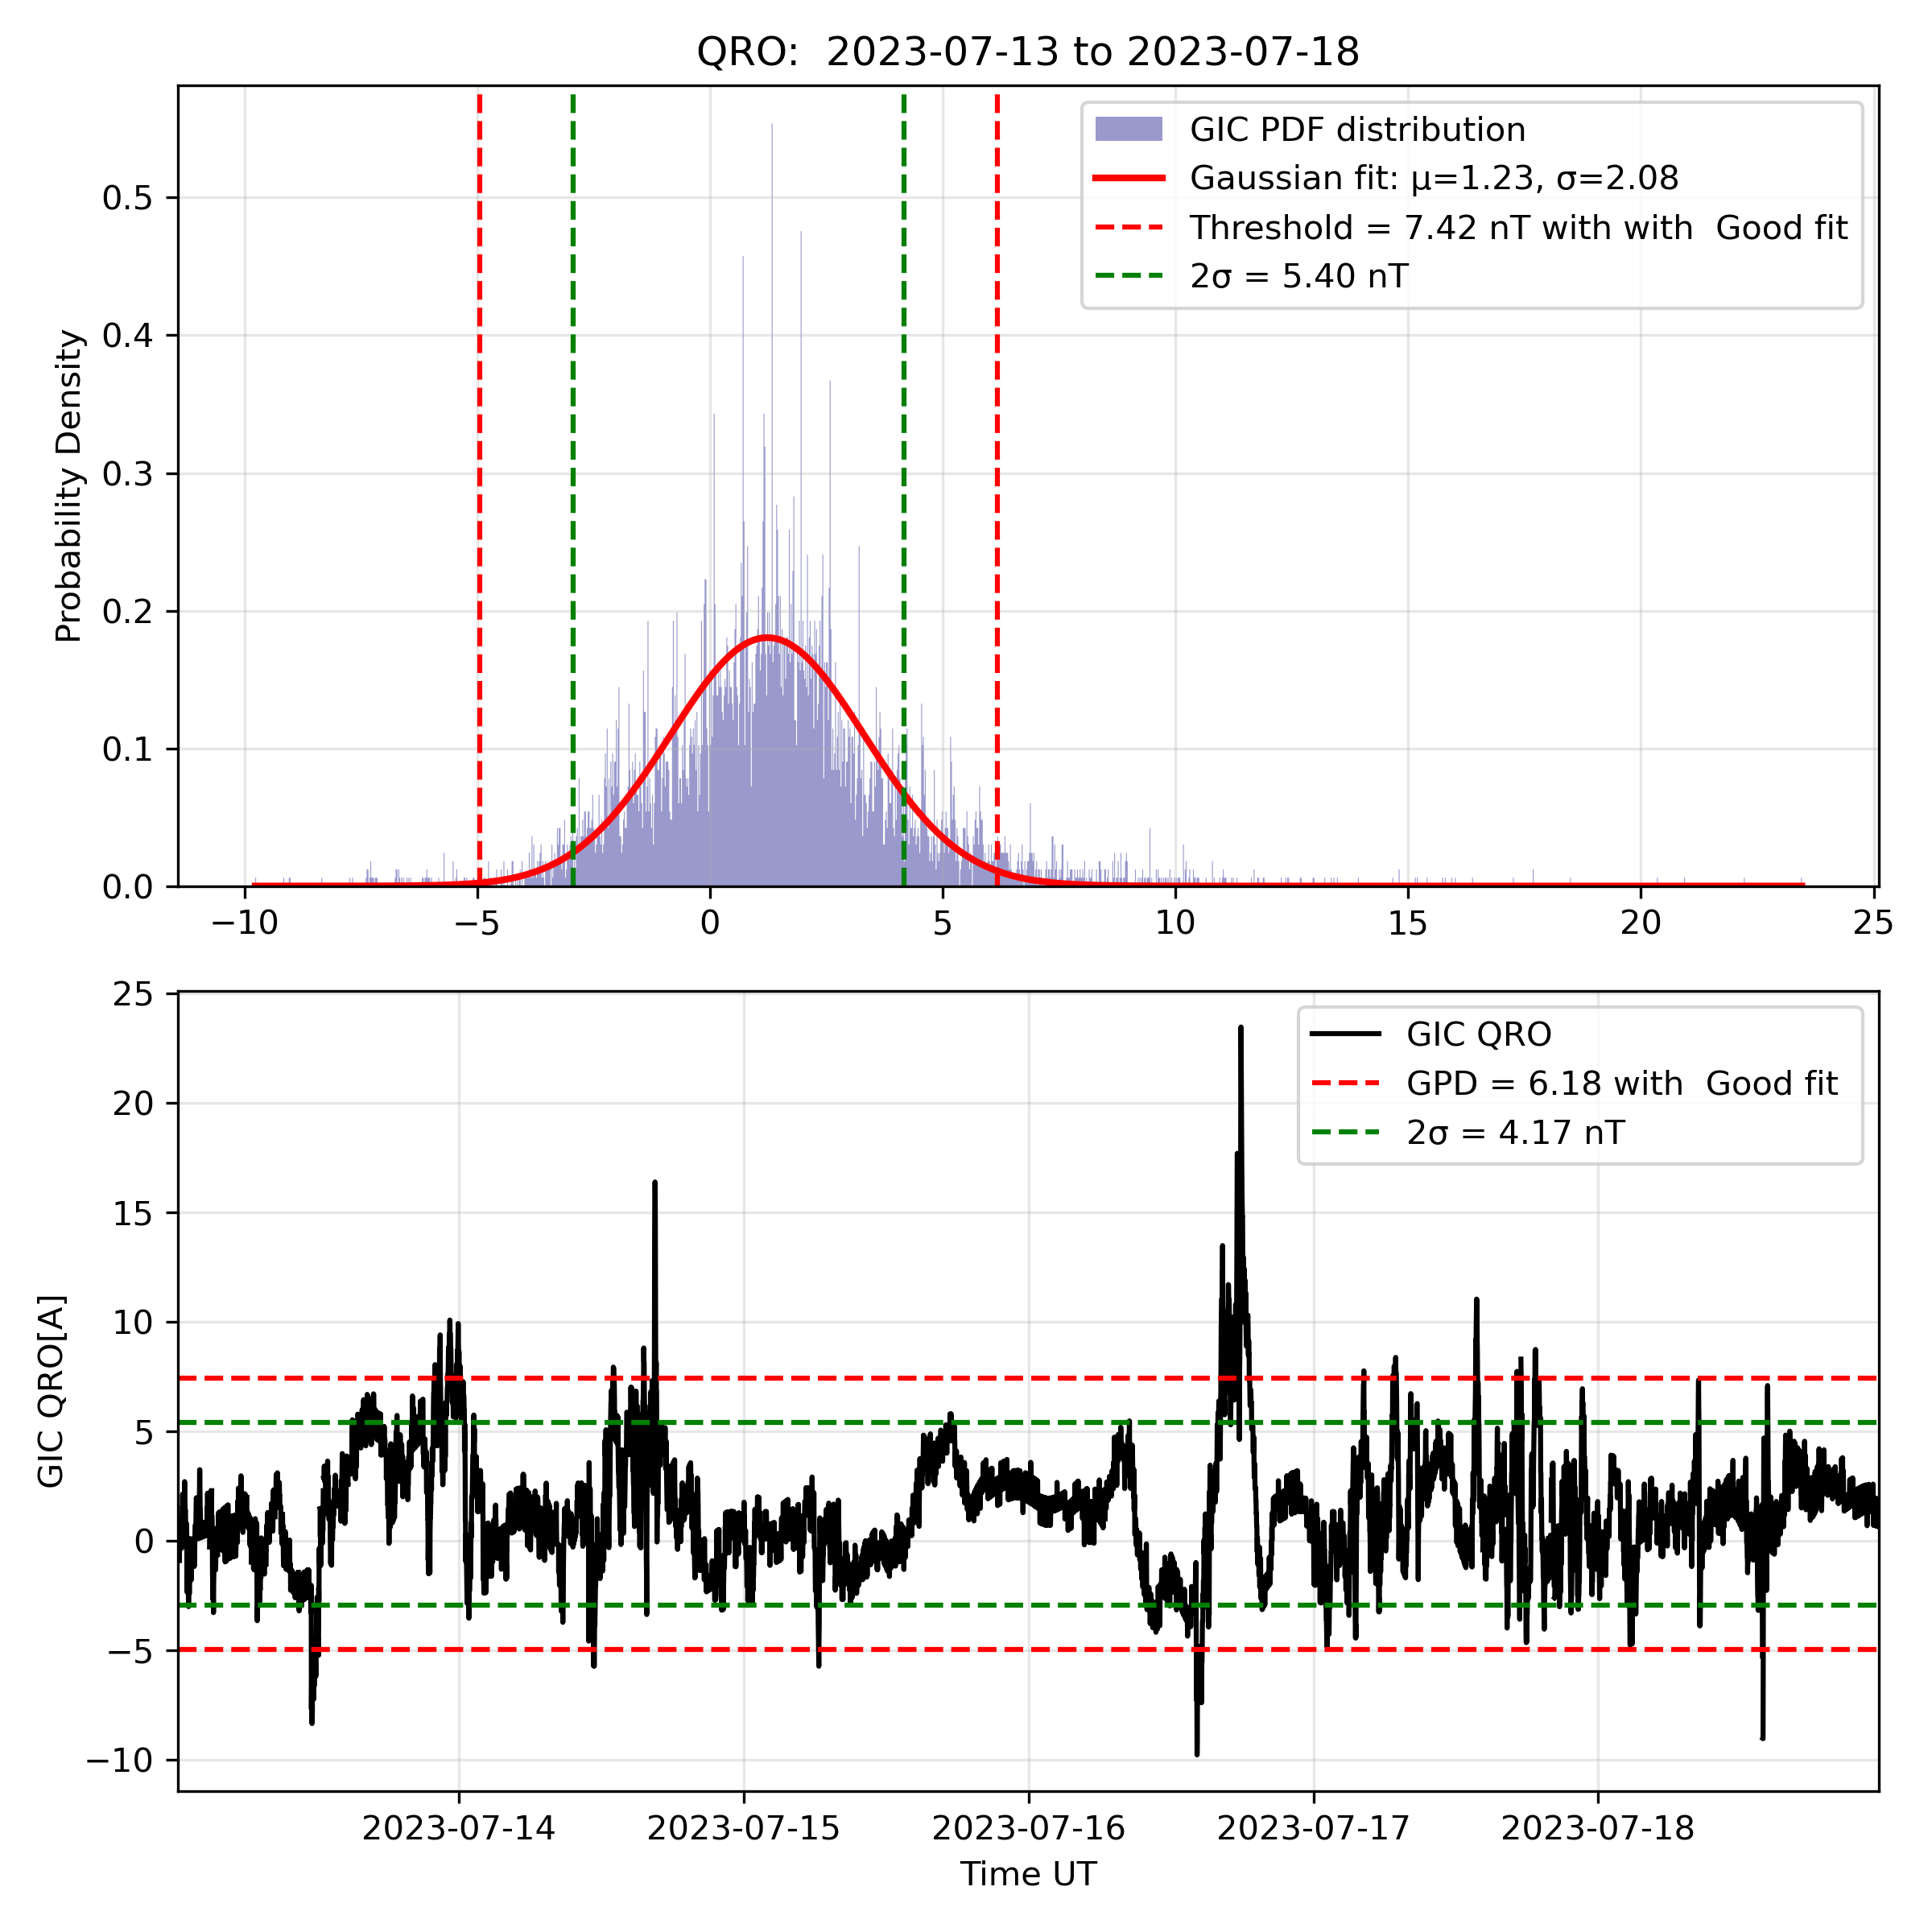 QRO:  2023-07-13 to 2023-07-18
GIC PDF distribution
Gaussian fit: μ=1.23, σ=2.08
Threshold = 7.42 nT with with  Good fit
2σ = 5.40 nT
Probability Density
0.5
0.4
0.3
0.2
0.1
0.0
−10 −5 0 5 10 15 20 25
GIC QRO
GPD = 6.18 with  Good fit
2σ = 4.17 nT
GIC QRO[A]
25
20
15
10
5
0
−5
−10
2023-07-14 2023-07-15 2023-07-16 2023-07-17 2023-07-18
Time UT